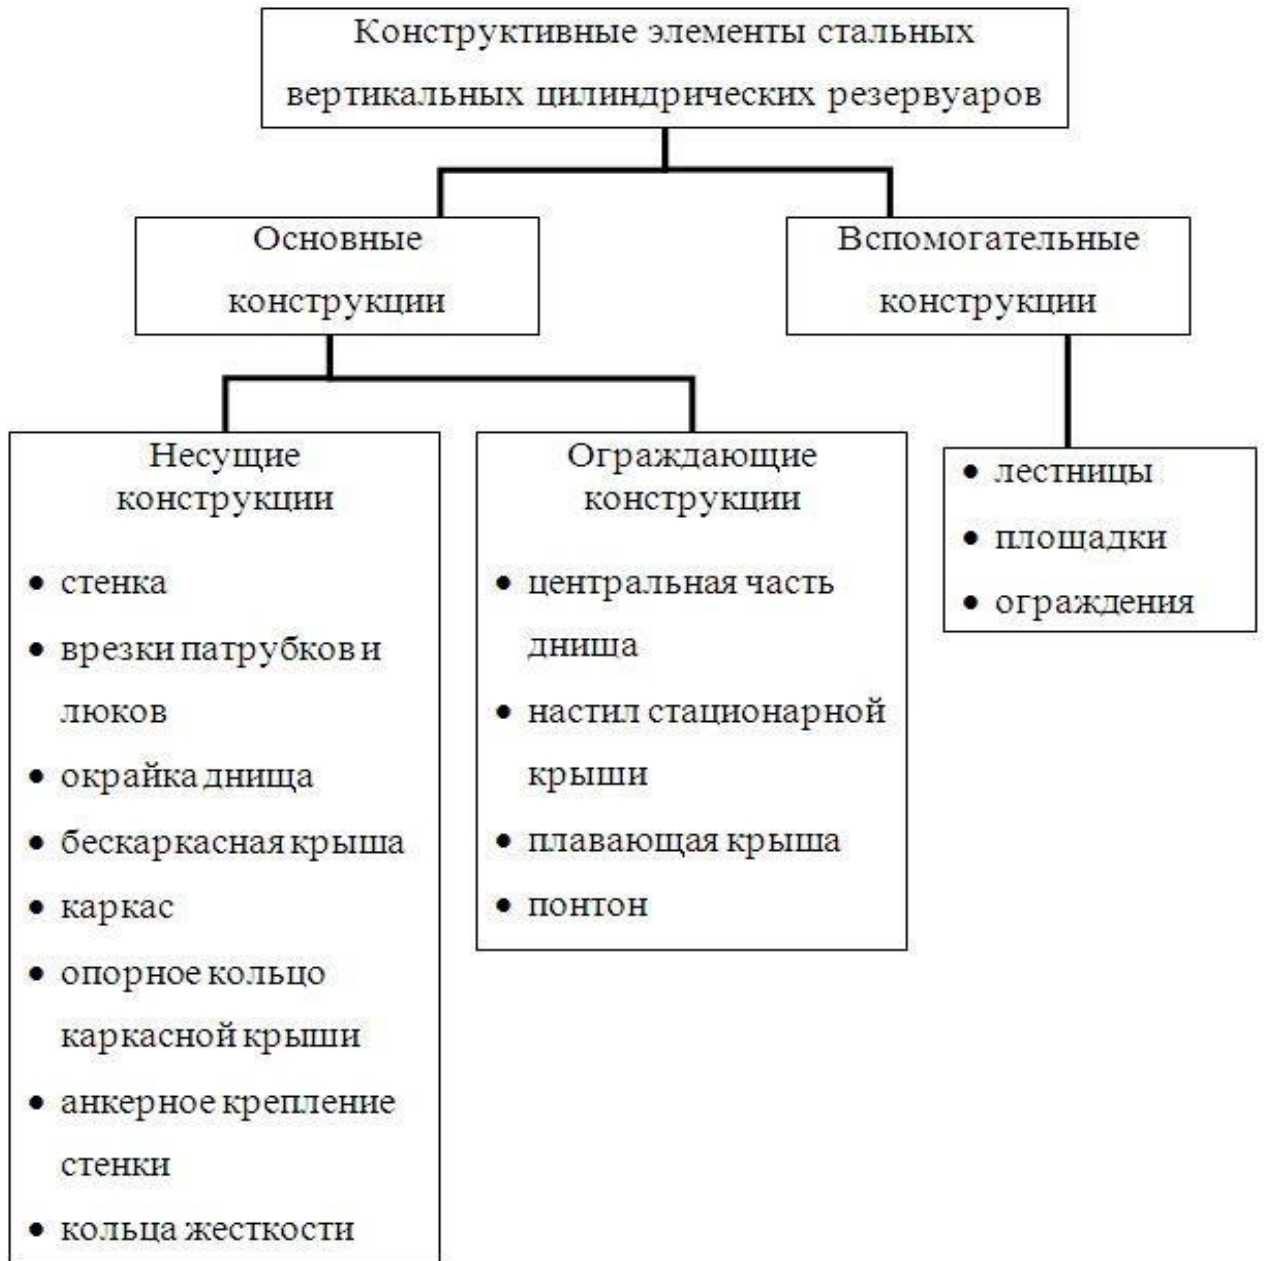 Конструктивные элементы стальных
вертикальных цилиндрических резервуаров
Основные
конструкции
Вспомогательные
конструкции
Несущие
конструкции
• стенка
• врезки патрубков и
люков
• окрайка днища
• бескаркасная крыша
• каркас
• опорное кольцо
каркасной крыши
• анкерное крепление
стенки
• кольца жесткости
Ограждающие
конструкции
• центральная часть
днища
• настил стационарной
крыши
• плавающая крыша
• понтон
• лестницы
• площадки
• ограждения